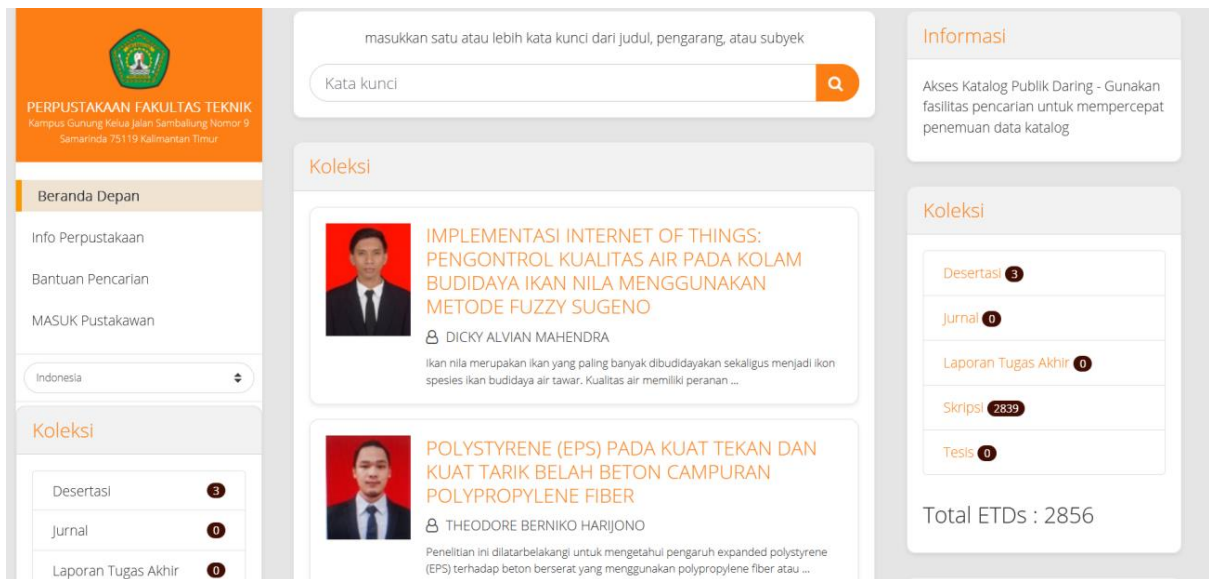 PERPUSTAKAAN FAKULTAS TEKNIK
Kampus Gunung Kelua Jalan Sambaliung Nomor 9
Samarinda 75119 Kalimantan Timur
Beranda Depan
Info Perpustakaan
Bantuan Pencarian
MASUK Pustakawan
Indonesia
Koleksi
Desertasi 3
Jurnal 0
Laporan Tugas Akhir 0
masukkan satu atau lebih kata kunci dari judul, pengarang, atau subyek
Kata kunci
Koleksi
IMPLEMENTASI INTERNET OF THINGS:
PENGONTROL KUALITAS AIR PADA KOLAM
BUDIDAYA IKAN NILA MENGGUNAKAN
METODE FUZZY SUGENO
DICKY ALVIAN MAHENDRA
Ikan nila merupakan ikan yang paling banyak dibudidayakan sekaligus menjadi ikon
spesies ikan budidaya air tawar. Kualitas air memiliki peranan ...
POLYSTYRENE (EPS) PADA KUAT TEKAN DAN
KUAT TARIK BELAH BETON CAMPURAN
POLYPROPYLENE FIBER
THEODORE BERNIKO HARIJONO
Penelitian ini dilatarbelakangi untuk mengetahui pengaruh expanded polystyrene
(EPS) terhadap beton berserat yang menggunakan polypropylene fiber atau ...
Informasi
Akses Katalog Publik Daring - Gunakan
fasilitas pencarian untuk mempercepat
penemuan data katalog
Koleksi
Desertasi 3
Jurnal 0
Laporan Tugas Akhir 0
Skripsi 2839
Tesis 0
Total ETDs : 2856